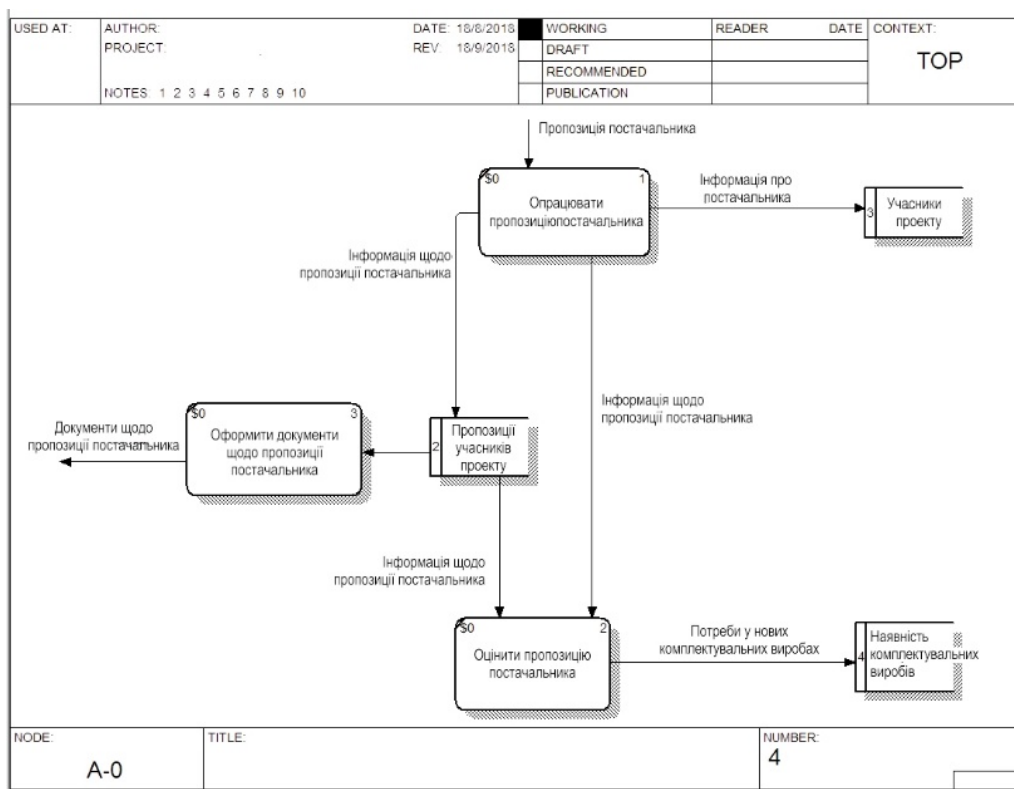 USED AT:
AUTHOR:
DATE: 18/8/2018
WORKING
READER
DATE
CONTEXT:
PROJECT:
REV: 18/9/2018
DRAFT
TOP
RECOMMENDED
NOTES: 1 2 3 4 5 6 7 8 9 10
PUBLICATION
Пропозиція постачальника
$0
1
Опрацювати
пропозиціюпостачальника
Інформація про
постачальника
3
Учасники
проекту
Інформація щодо
пропозиції постачальника
Інформація щодо
пропозиції постачальника
Документи щодо
пропозиції постачальника
$0
3
Оформити документи
щодо пропозиції
постачальника
2
Пропозиції
учасників
проекту
Інформація щодо
пропозиції постачальника
$0
2
Оцінити пропозицію
постачальника
Потреби у нових
комплектувальних виробах
4
Наявність
комплектувальних
виробів
NODE:
TITLE:
NUMBER:
A-0
4